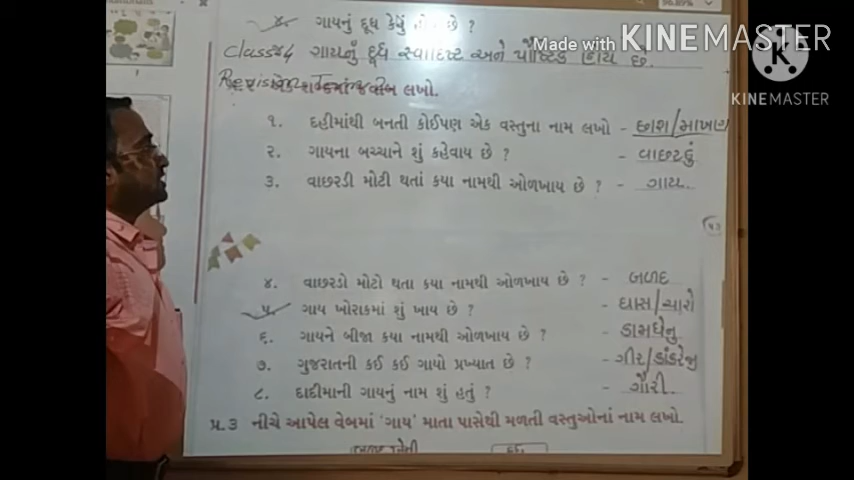 ૪. ગાયનું દૂધ કેવું છે ?
Class:4 ગાયનું દૂધ સ્વાદિષ્ટ અને પૌષ્ટિક હોય છે.
Made with KINEMASTER
KINEMASTER
Revision જવાબ લખો.
૧. દહીમાંથી બનતી કોઈપણ એક વસ્તુના નામ લખો - છાશ/માખણ
૨. ગાયના બચ્ચાને શું કહેવાય છે ? - વાછરડું
૩. વાછરડી મોટી થતાં કયા નામથી ઓળખાય છે ? - ગાય.
૪. વાછરડો મોટો થતા કયા નામથી ઓળખાય છે ? - બળદ
૫. ગાય ખોરાકમાં શું ખાય છે ? - ઘાસ/ચારો
૬. ગાયને બીજા કયા નામથી ઓળખાય છે ? - કામધેનુ
૭. ગુજરાતની કઈ કઈ ગાયો પ્રખ્યાત છે ? - ગીર/કાંકરેજી
૮. દાદીમાની ગાયનું નામ શું હતું ? - ગૌરી.
પ્ર.૩ નીચે આપેલ વેબમાં ‘ગાય’ માતા પાસેથી મળતી વસ્તુઓનાં નામ લખો.